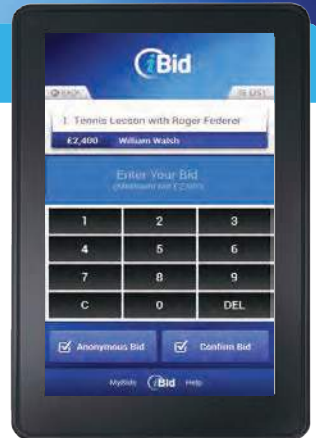 iBid
BACK LIST
1. Tennis Lesson with Roger Federer
£2,400 William Walsh
Enter Your Bid
1 2 3
4 5 6
7 8 9
C 0 DEL
Anonymous Bid Confirm Bid
MyBids iBid Help